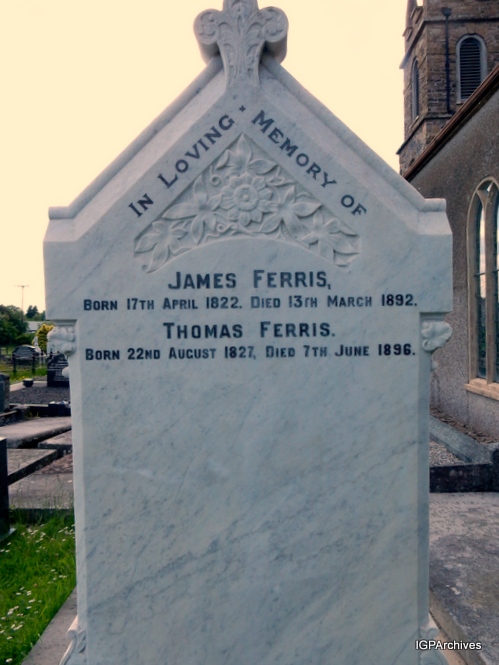 In Loving Memory of
James Ferris,
Born 17th April 1822. Died 13th March 1892.
Thomas Ferris.
Born 22nd August 1827, Died 7th June 1896.
IGPArchives